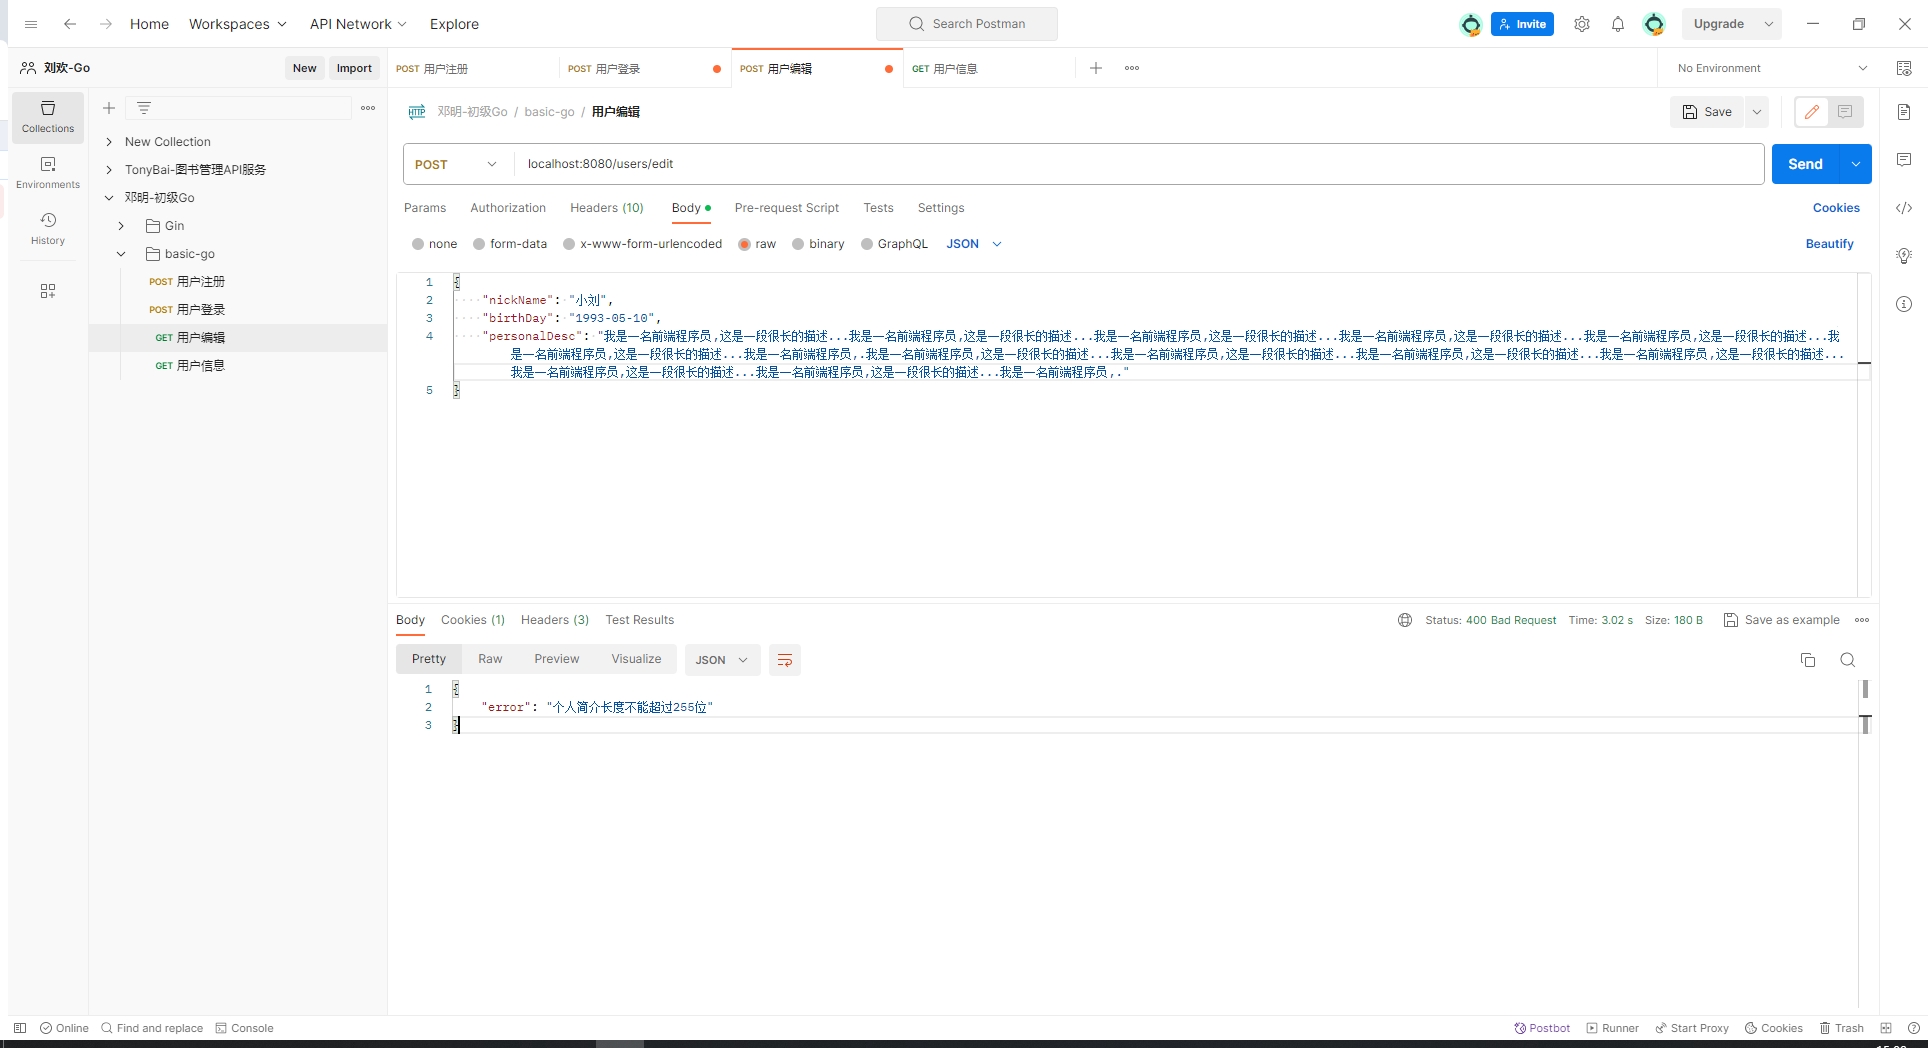 Home Workspaces API Network Explore Search Postman Invite Upgrade
刘欢-Go New Import POST 用户注册 POST 用户登录 POST 用户编辑 GET 用户信息 No Environment
Collections
Environments
History
New Collection
TonyBai-图书管理API服务
邓明-初级Go
Gin
basic-go
POST 用户注册
POST 用户登录
GET 用户编辑
GET 用户信息
HTTP 邓明-初级Go / basic-go / 用户编辑 Save
POST localhost:8080/users/edit Send
Params Authorization Headers (10) Body Pre-request Script Tests Settings Cookies
none form-data x-www-form-urlencoded raw binary GraphQL JSON Beautify
1 {
2 "nickName": "小刘",
3 "birthDay": "1993-05-10",
4 "personalDesc": "我是一名前端程序员,这是一段很长的描述...我是一名前端程序员,这是一段很长的描述...我是一名前端程序员,这是一段很长的描述...我是一名前端程序员,这是一段很长的描述...我是一名前端程序员,这是一段很长的描述...我
是一名前端程序员,这是一段很长的描述...我是一名前端程序员,.我是一名前端程序员,这是一段很长的描述...我是一名前端程序员,这是一段很长的描述...我是一名前端程序员,这是一段很长的描述...我是一名前端程序员,这是一段很长的描述...
我是一名前端程序员,这是一段很长的描述...我是一名前端程序员,这是一段很长的描述...我是一名前端程序员,."
5 }
Body Cookies (1) Headers (3) Test Results Status: 400 Bad Request Time: 3.02 s Size: 180 B Save as example
Pretty Raw Preview Visualize JSON
1 {
2 "error": "个人简介长度不能超过255位"
3 }
Online Find and replace Console Postbot Runner Start Proxy Cookies Trash